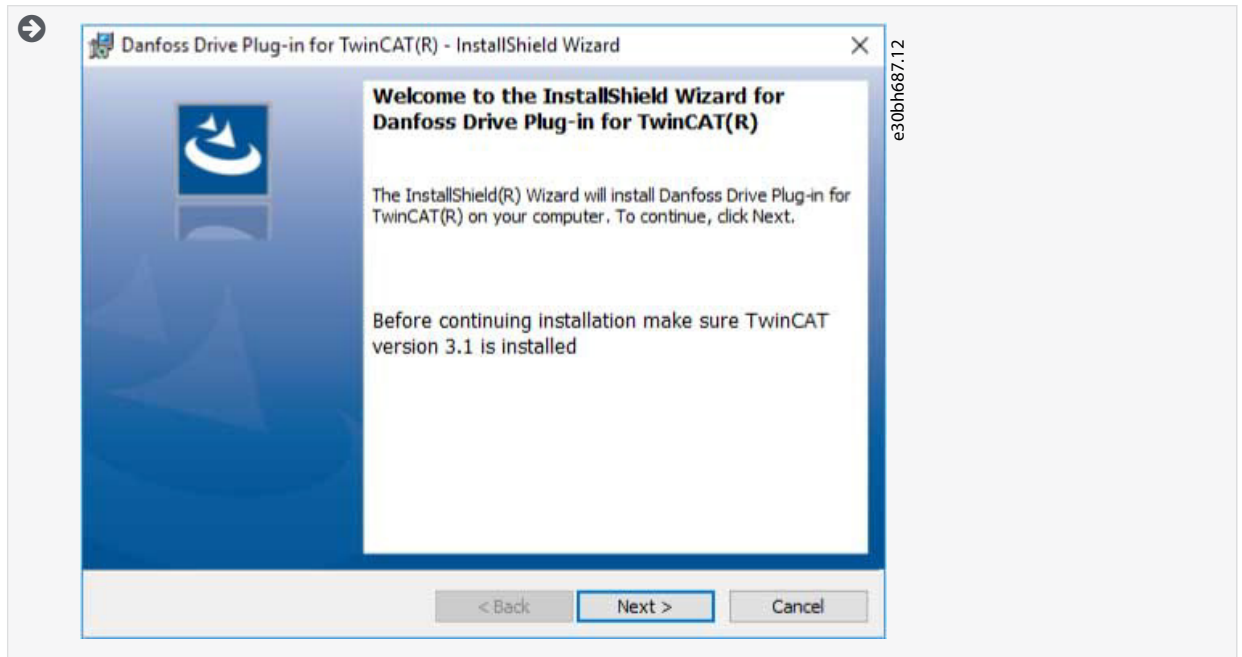 Danfoss Drive Plug-in for TwinCAT(R) - InstallShield Wizard
Welcome to the InstallShield Wizard for
Danfoss Drive Plug-in for TwinCAT(R)
The InstallShield(R) Wizard will install Danfoss Drive Plug-in for
TwinCAT(R) on your computer. To continue, click Next.
Before continuing installation make sure TwinCAT
version 3.1 is installed
< Back
Next >
Cancel
e30bh687.12